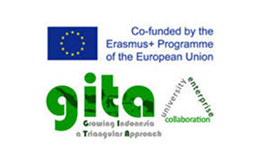 Co-funded by the
Erasmus+ Programme
of the European Union
gita
Growing Indonesia
a Triangular Approach
university
enterprise
collaboration